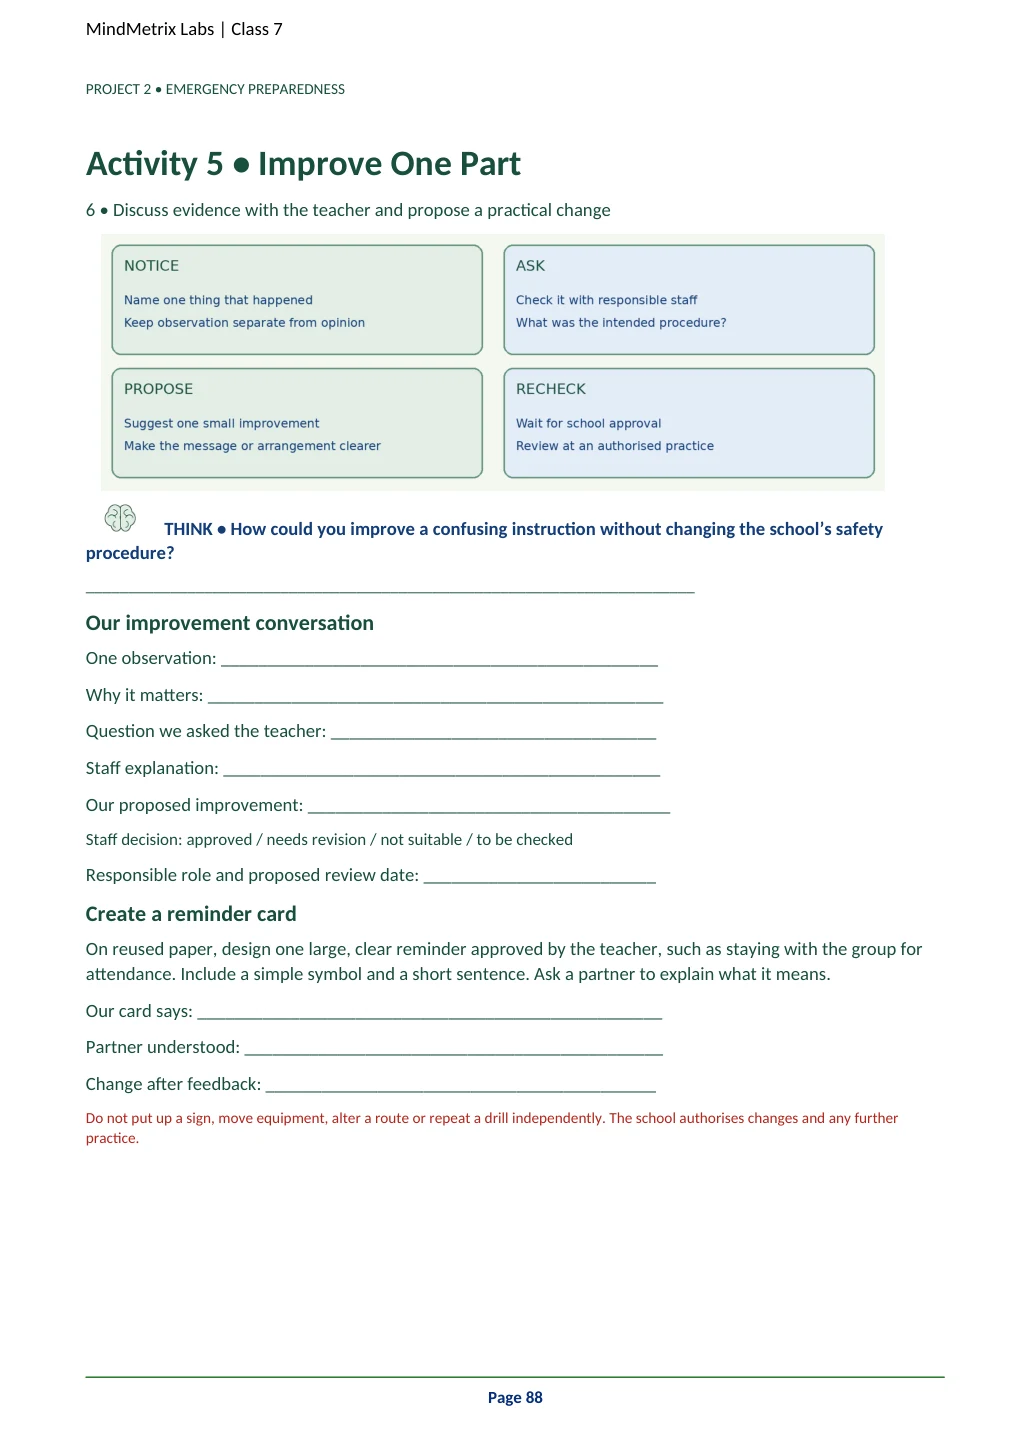 MindMetrix Labs | Class 7
PROJECT 2 • EMERGENCY PREPAREDNESS
Activity 5 • Improve One Part
6 • Discuss evidence with the teacher and propose a practical change
NOTICE
Name one thing that happened
Keep observation separate from opinion
ASK
Check it with responsible staff
What was the intended procedure?
PROPOSE
Suggest one small improvement
Make the message or arrangement clearer
RECHECK
Wait for school approval
Review at an authorised practice
THINK • How could you improve a confusing instruction without changing the school’s safety
procedure?
Our improvement conversation
One observation: ______________________________________________
Why it matters: ________________________________________________
Question we asked the teacher: __________________________________
Staff explanation: ______________________________________________
Our proposed improvement: ______________________________________
Staff decision: approved / needs revision / not suitable / to be checked
Responsible role and proposed review date: ________________________
Create a reminder card
On reused paper, design one large, clear reminder approved by the teacher, such as staying with the group for
attendance. Include a simple symbol and a short sentence. Ask a partner to explain what it means.
Our card says: _________________________________________________
Partner understood: ____________________________________________
Change after feedback: _________________________________________
Do not put up a sign, move equipment, alter a route or repeat a drill independently. The school authorises changes and any further
practice.
Page 88